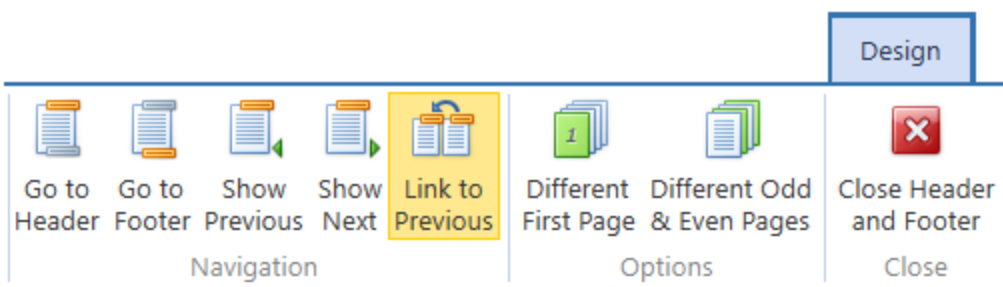 Design
Go to Header
Go to Footer
Show Previous
Show Next
Link to Previous
1
Different First Page
Different Odd & Even Pages
Close Header and Footer
Navigation
Options
Close